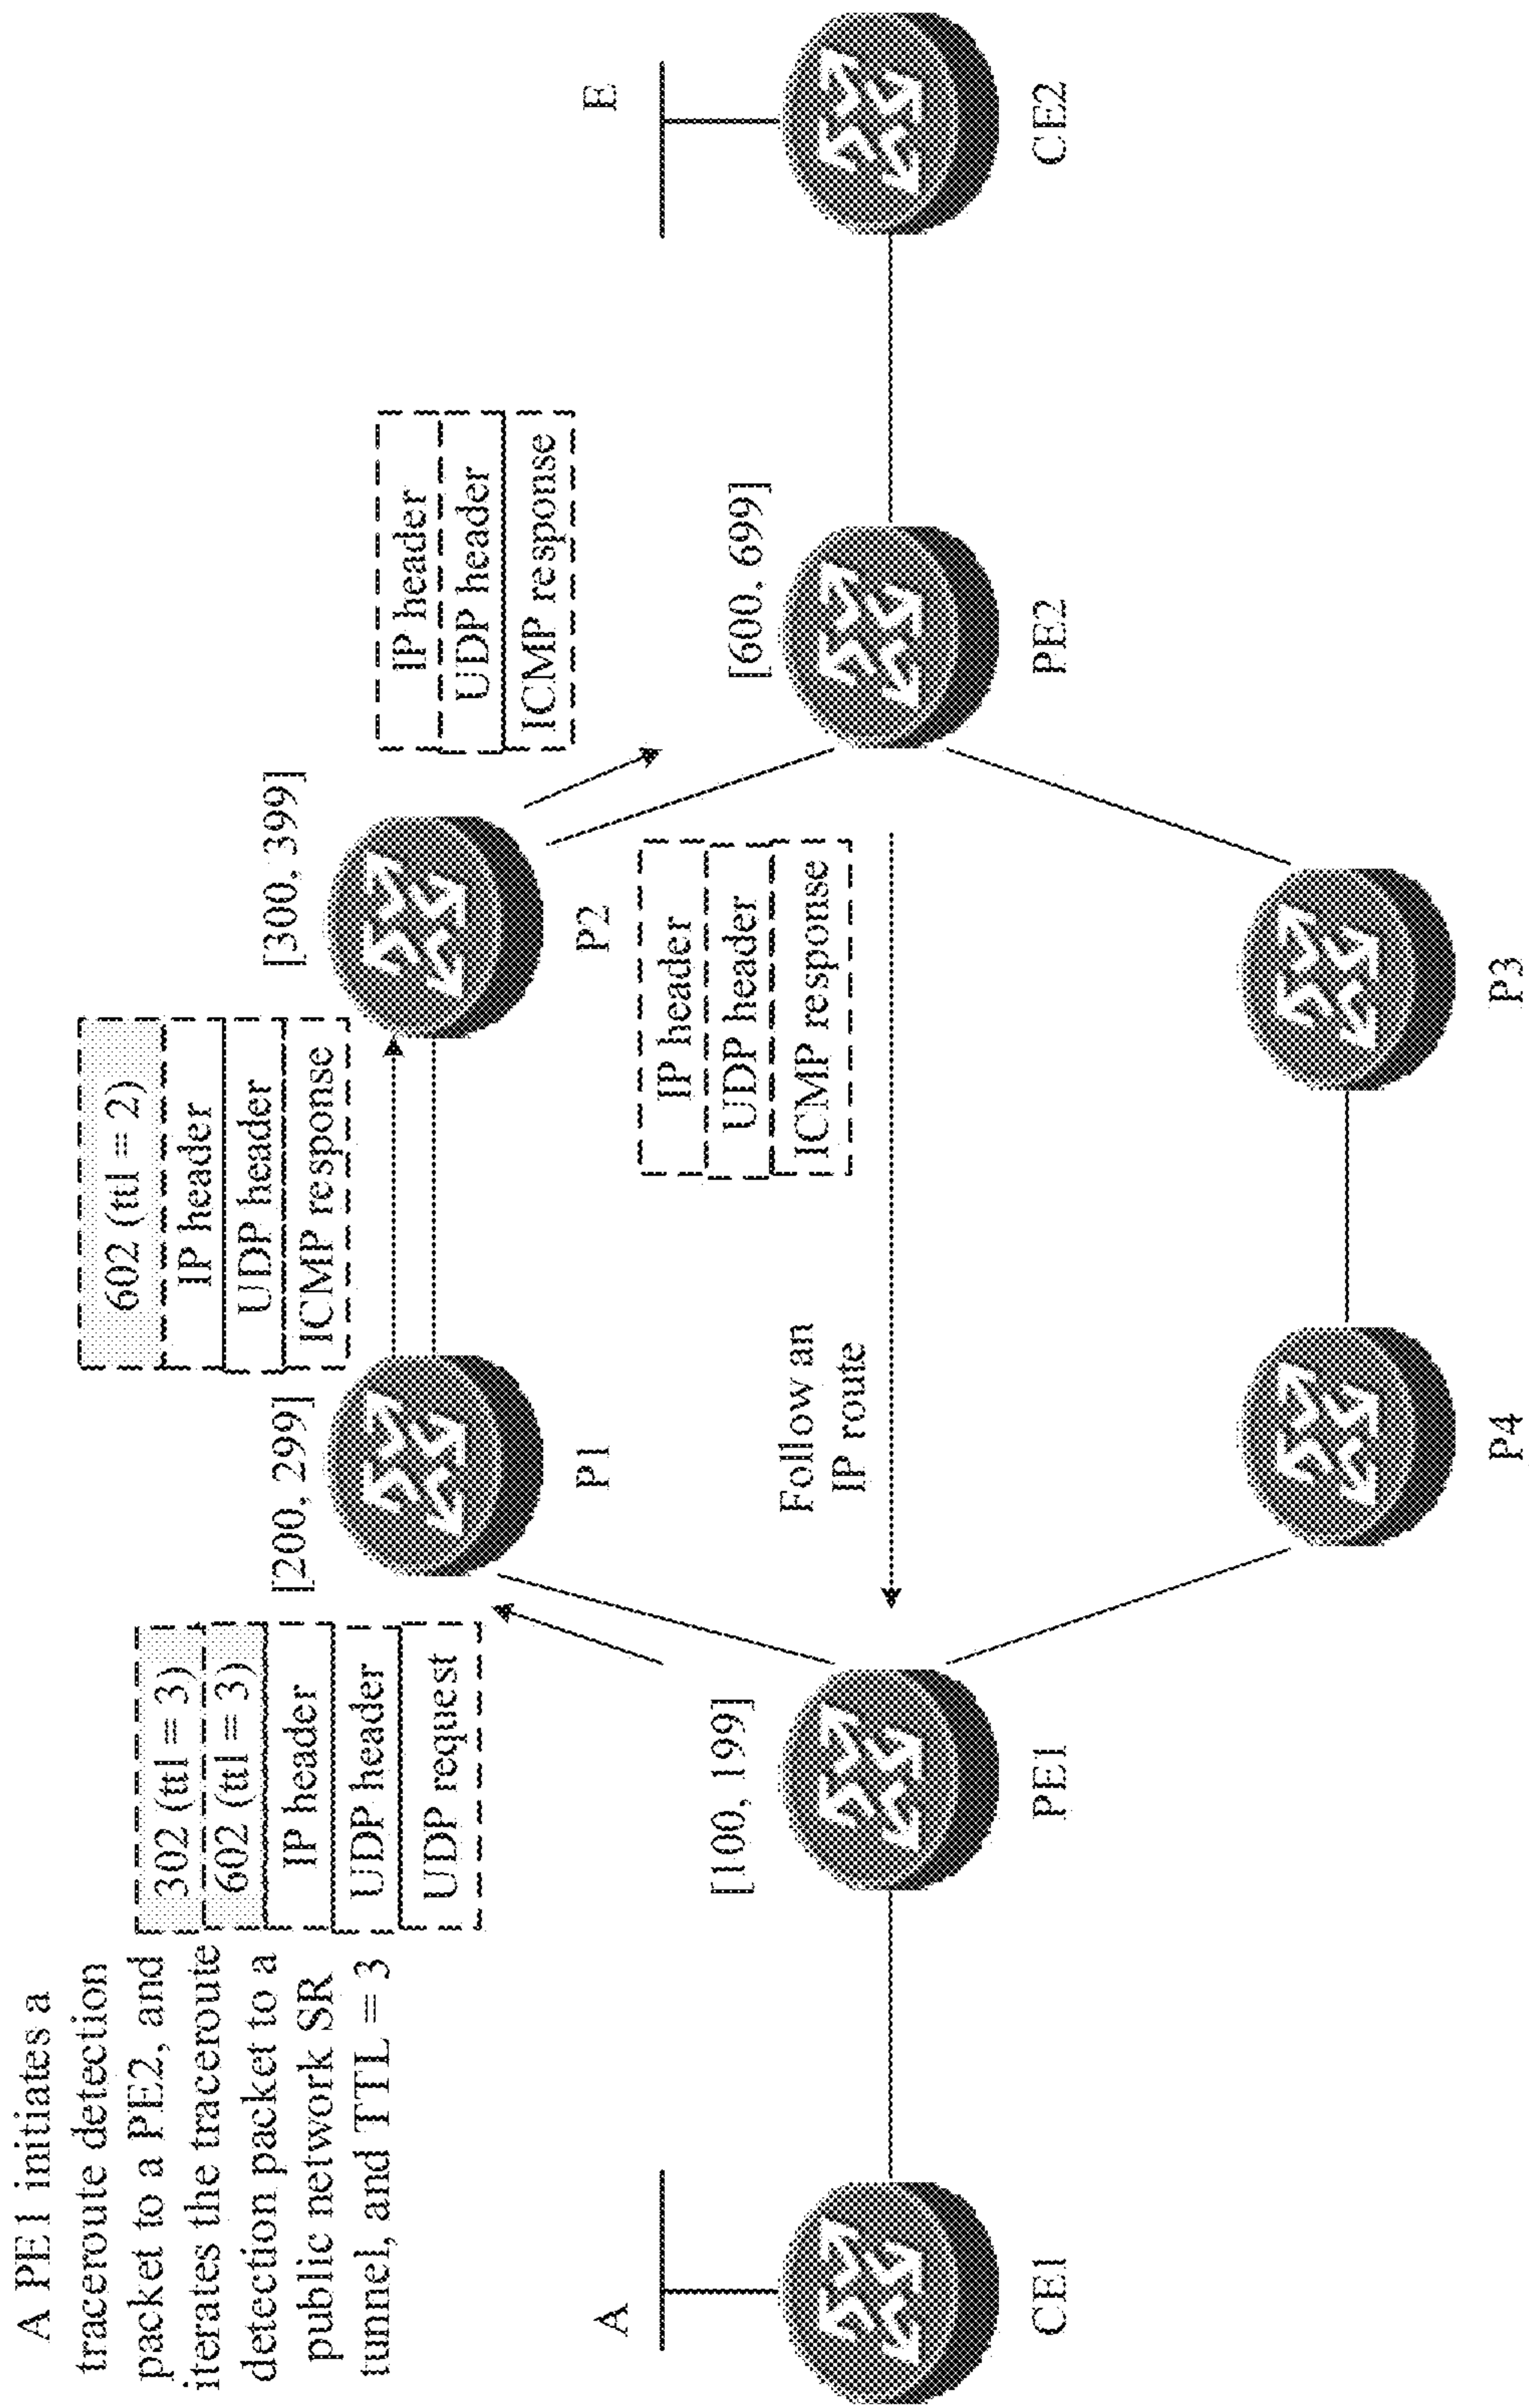 A PE1 initiates a
traceroute detection
packet to a PE2, and
iterates the traceroute
detection packet to a
public network SR
tunnel, and TTL = 3
302 (ttl = 3)
602 (ttl = 3)
IP header
UDP header
UDP request
602 (ttl = 2)
IP header
UDP header
ICMP response
IP header
UDP header
ICMP response
[200, 299]
P1
[300, 399]
P2
IP header
UDP header
ICMP response
Follow an
IP route
A
CE1
[100, 199]
PE1
[600, 699]
PE2
E
CE2
P4
P3